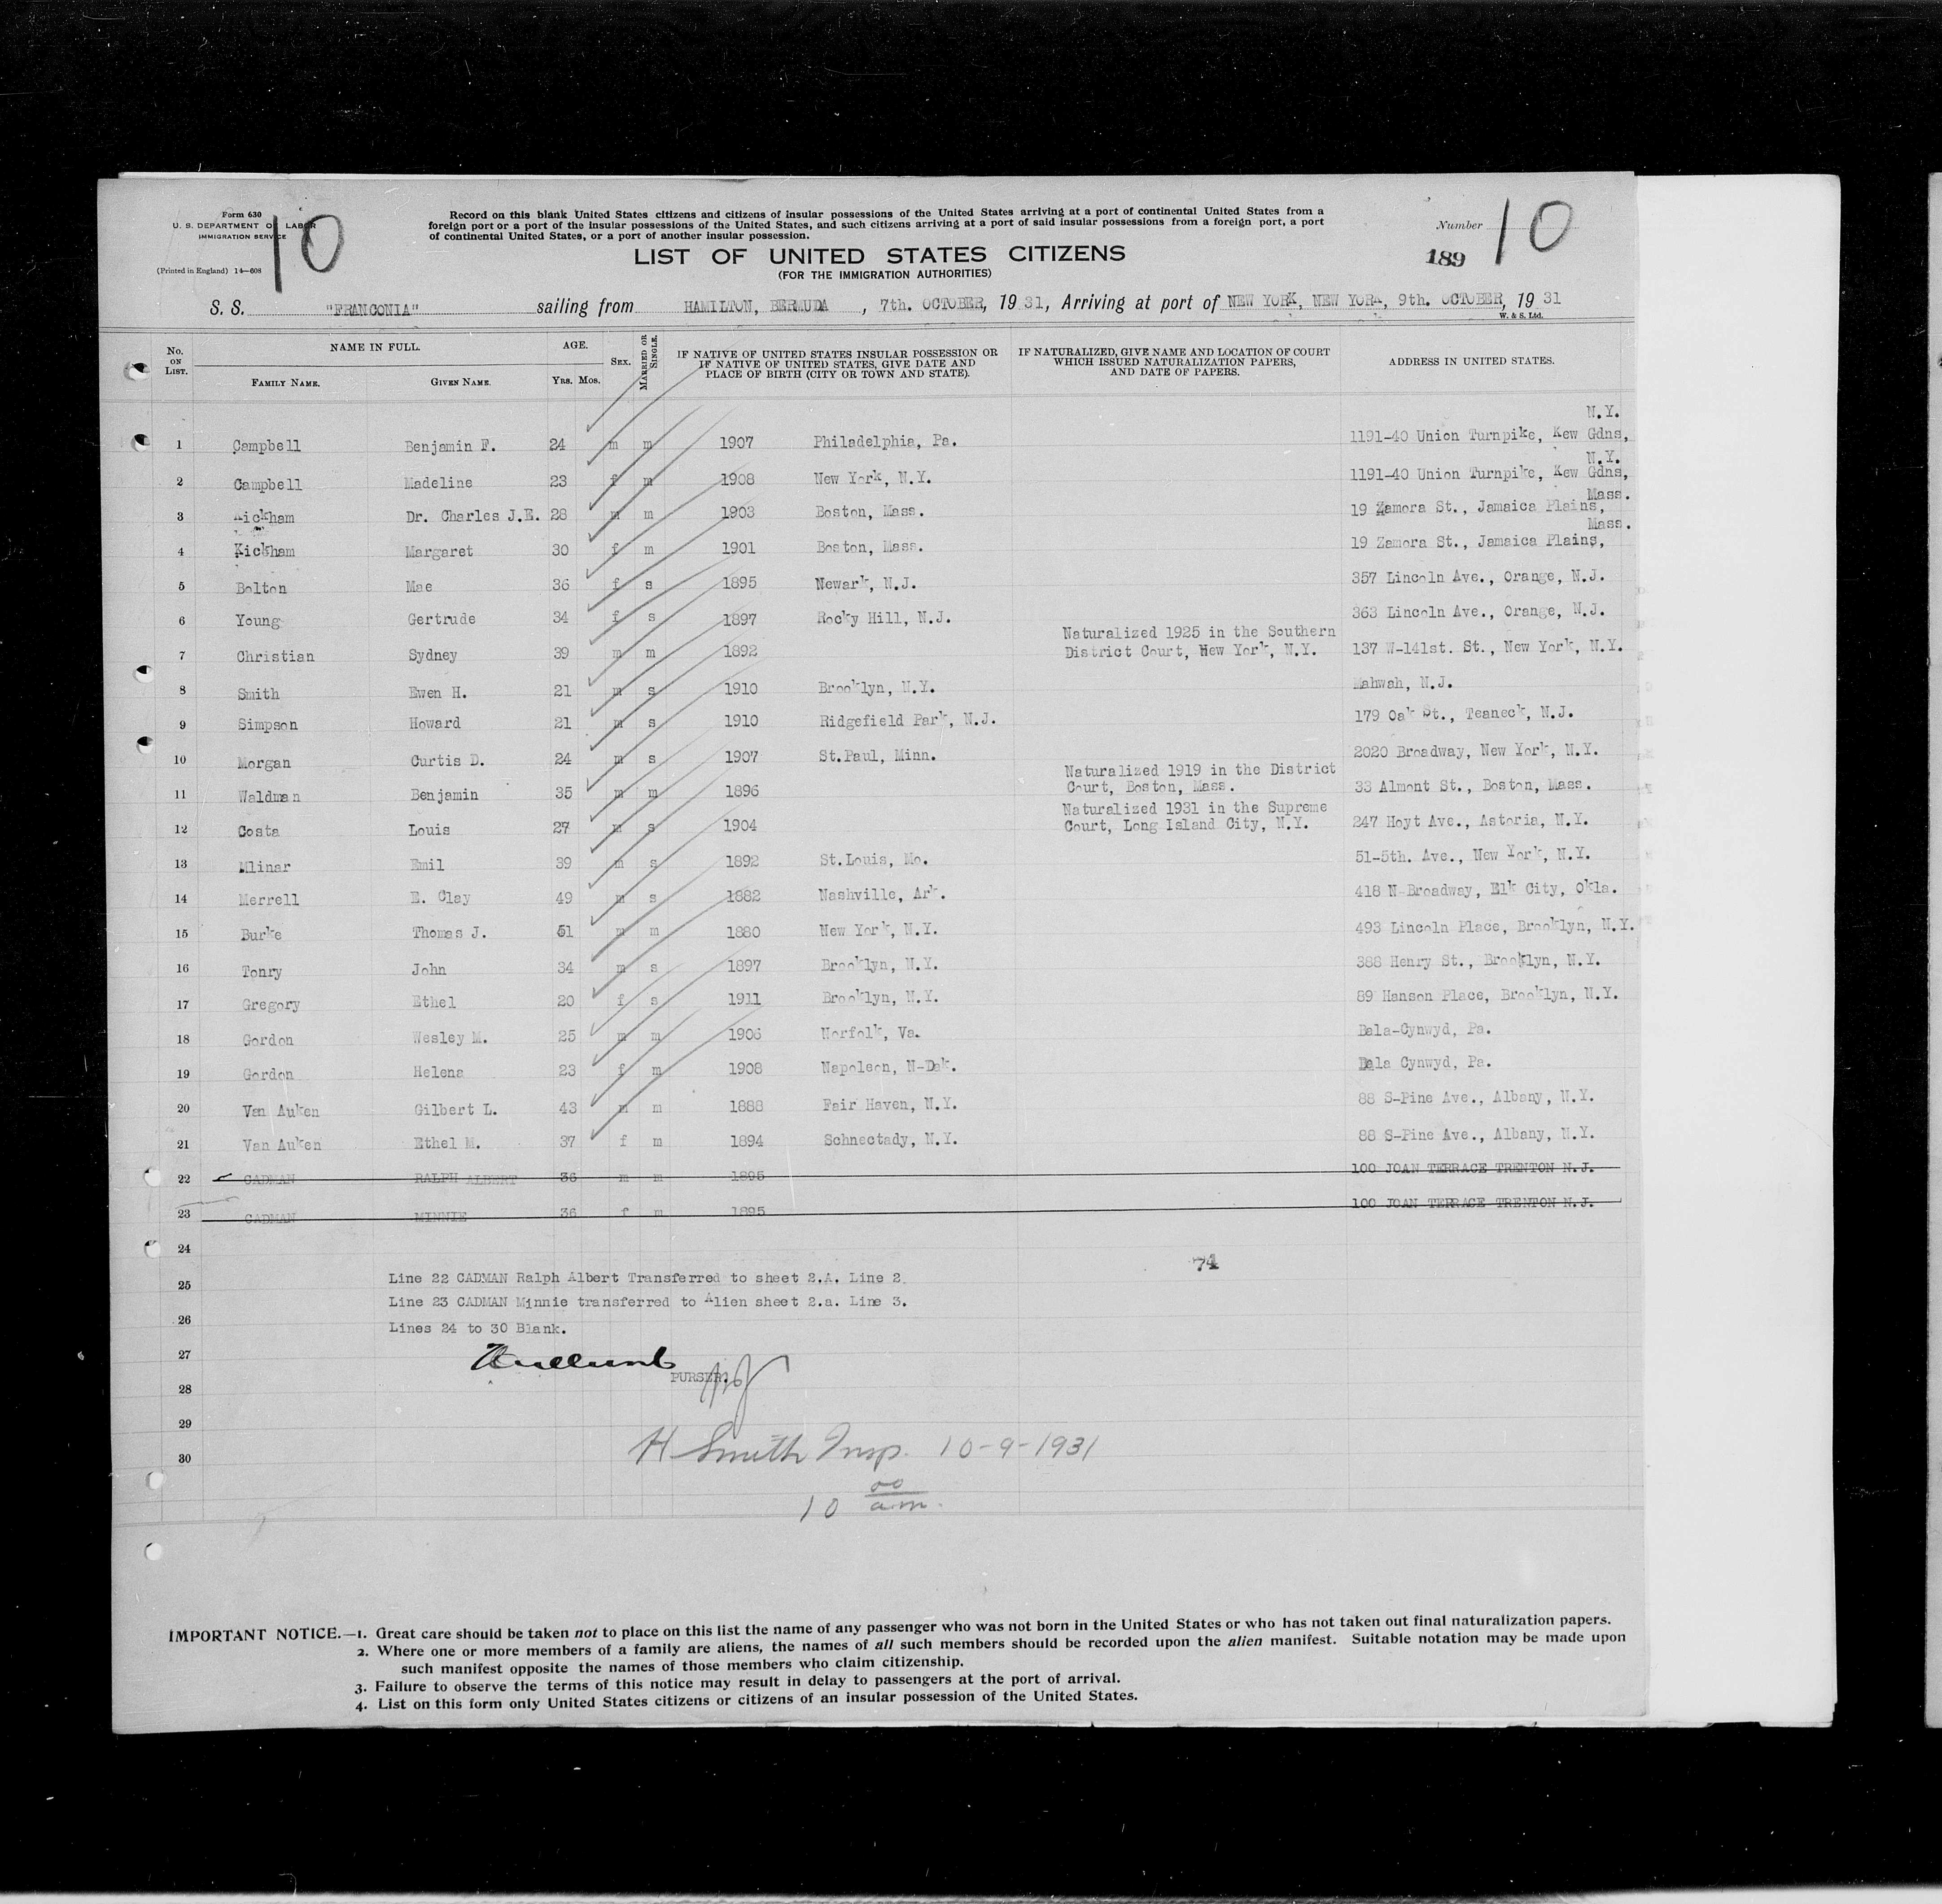 Form 630
U. S. DEPARTMENT OF LABOR
IMMIGRATION SERVICE
(Printed in England) 14—608
10
Record on this blank United States citizens and citizens of insular possessions of the United States arriving at a port of continental United States from a
foreign port or a port of the insular possessions of the United States, and such citizens arriving at a port of said insular possessions from a foreign port, a port
of continental United States, or a port of another insular possession.
LIST OF UNITED STATES CITIZENS
(FOR THE IMMIGRATION AUTHORITIES)
Number 10
189
S. S. "FRANCONIA" sailing from HAMILTON, BERMUDA, 7th. OCTOBER, 19 31, Arriving at port of NEW YORK, NEW YORK, 9th. OCTOBER, 19 31
W. & S. Ltd.
No. ON LIST. NAME IN FULL. FAMILY NAME. GIVEN NAME. AGE. YRS. MOS. SEX. MARRIED OR SINGLE. IF NATIVE OF UNITED STATES INSULAR POSSESSION OR IF NATIVE OF UNITED STATES, GIVE DATE AND PLACE OF BIRTH (CITY OR TOWN AND STATE). IF NATURALIZED, GIVE NAME AND LOCATION OF COURT WHICH ISSUED NATURALIZATION PAPERS, AND DATE OF PAPERS. ADDRESS IN UNITED STATES.
N.Y.
1 Campbell Benjamin F. 24 m m 1907 Philadelphia, Pa. 1191-40 Union Turnpike, Kew Gdns,
N.Y.
2 Campbell Madeline 23 f m 1908 New York, N.Y. 1191-40 Union Turnpike, Kew Gdns,
Mass.
3 Kickham Dr. Charles J.E. 28 m m 1903 Boston, Mass. 19 Zamora St., Jamaica Plains,
Mass.
4 Kickham Margaret 30 f m 1901 Boston, Mass. 19 Zamora St., Jamaica Plains,
5 Bolton Mae 36 f s 1895 Newark, N.J. 357 Lincoln Ave., Orange, N.J.
6 Young Gertrude 34 f s 1897 Rocky Hill, N.J. 363 Lincoln Ave., Orange, N.J.
Naturalized 1925 in the Southern
7 Christian Sydney 39 m m 1892 District Court, New York, N.Y. 137 W-141st. St., New York, N.Y.
8 Smith Ewen H. 21 m s 1910 Brooklyn, N.Y. Mahwah, N.J.
9 Simpson Howard 21 m s 1910 Ridgefield Park, N.J. 179 Oak St., Teaneck, N.J.
10 Morgan Curtis D. 24 m s 1907 St.Paul, Minn. 2020 Broadway, New York, N.Y.
Naturalized 1919 in the District
11 Waldman Benjamin 35 m m 1896 Court, Boston, Mass. 33 Almont St., Boston, Mass.
Naturalized 1931 in the Supreme
12 Costa Louis 27 m s 1904 Court, Long Island City, N.Y. 247 Hoyt Ave., Astoria, N.Y.
13 Mlinar Emil 39 m s 1892 St.Louis, Mo. 51-5th. Ave., New York, N.Y.
14 Merrell E. Clay 49 m s 1882 Nashville, Ark. 418 N-Broadway, Elk City, Okla.
15 Burke Thomas J. 51 m m 1880 New York, N.Y. 493 Lincoln Place, Brooklyn, N.Y.
16 Tonry John 34 m s 1897 Brooklyn, N.Y. 388 Henry St., Brooklyn, N.Y.
17 Gregory Ethel 20 f s 1911 Brooklyn, N.Y. 89 Hanson Place, Brooklyn, N.Y.
18 Gordon Wesley M. 25 m m 1906 Norfolk, Va. Bala-Cynwyd, Pa.
19 Gordon Helena 23 f m 1908 Napoleon, N-Dak. Bala Cynwyd, Pa.
20 Van Auken Gilbert L. 43 m m 1888 Fair Haven, N.Y. 88 S-Pine Ave., Albany, N.Y.
21 Van Auken Ethel M. 37 f m 1894 Schnectady, N.Y. 88 S-Pine Ave., Albany, N.Y.
22 CADMAN RALPH ALBERT 36 m m 1895 100 JOAN TERRACE TRENTON N.J.
23 CADMAN MINNIE 36 f m 1895 100 JOAN TERRACE TRENTON N.J.
24
74
25 Line 22 CADMAN Ralph Albert Transferred to sheet 2.A. Line 2.
Line 23 CADMAN Minnie transferred to Alien sheet 2.a. Line 3.
26 Lines 24 to 30 Blank.
27
PURSER.
28
29
H Smith Insp. 10-9-1931
30
10 00 a.m.
IMPORTANT NOTICE.—1. Great care should be taken not to place on this list the name of any passenger who was not born in the United States or who has not taken out final naturalization papers.
2. Where one or more members of a family are aliens, the names of all such members should be recorded upon the alien manifest. Suitable notation may be made upon
such manifest opposite the names of those members who claim citizenship.
3. Failure to observe the terms of this notice may result in delay to passengers at the port of arrival.
4. List on this form only United States citizens or citizens of an insular possession of the United States.